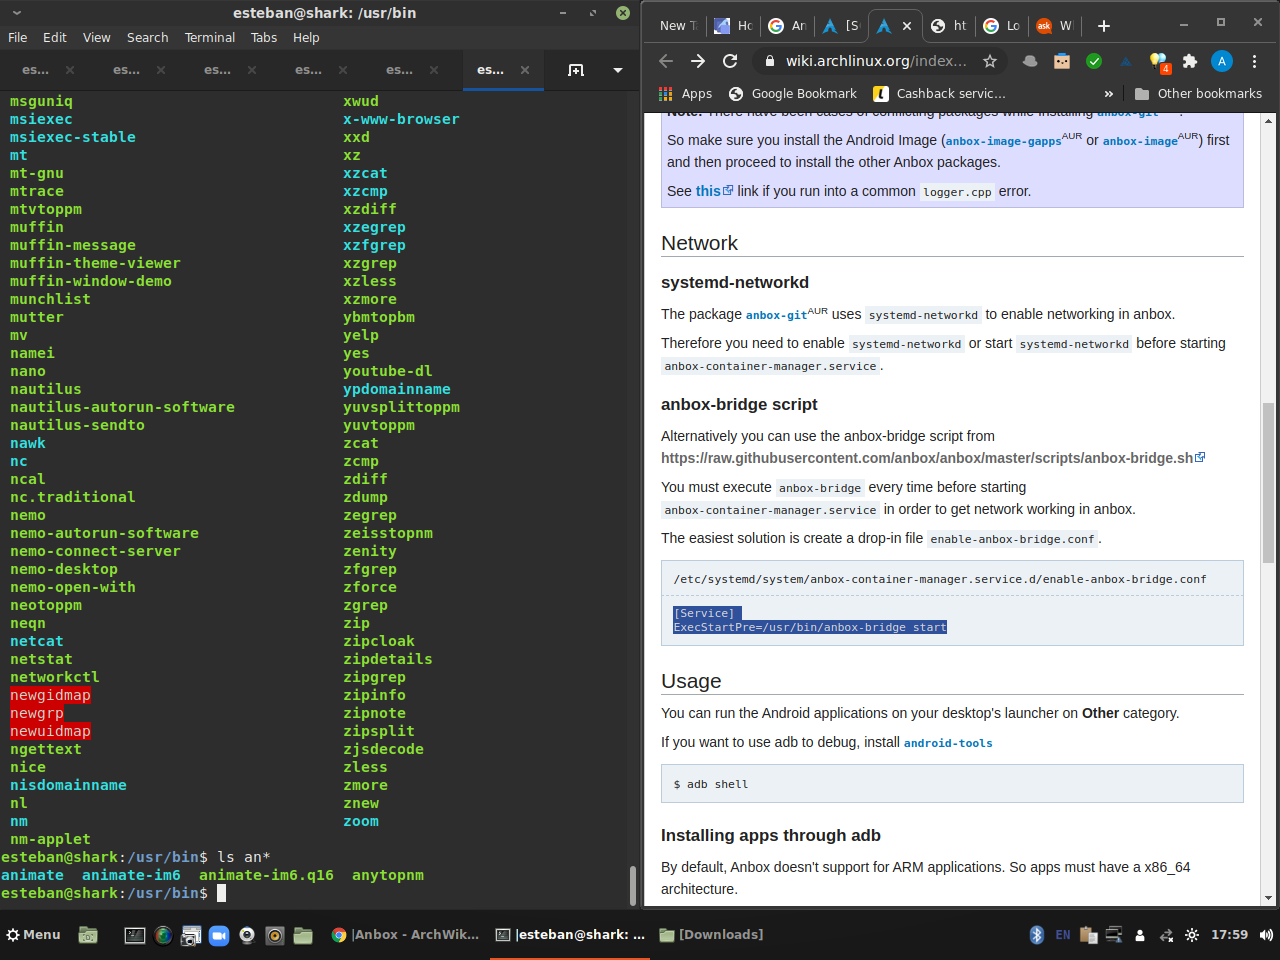 esteban@shark: /usr/bin
File Edit View Search Terminal Tabs Help
es... es... es... es... es... es...
msguniq xwud
msiexec x-www-browser
msiexec-stable xxd
mt xz
mt-gnu xzcat
mtrace xzcmp
mtvtoppm xzdiff
muffin xzegrep
muffin-message xzfgrep
muffin-theme-viewer xzgrep
muffin-window-demo xzless
munchlist xzmore
mutter ybmtopbm
mv yelp
namei yes
nano youtube-dl
nautilus ypdomainname
nautilus-autorun-software yuvsplittoppm
nautilus-sendto yuvtoppm
nawk zcat
nc zcmp
ncal zdiff
nc.traditional zdump
nemo zegrep
nemo-autorun-software zeisstopnm
nemo-connect-server zenity
nemo-desktop zfgrep
nemo-open-with zforce
neotoppm zgrep
neqn zip
netcat zipcloak
netstat zipdetails
networkctl zipgrep
newgidmap zipinfo
newgrp zipnote
newuidmap zipsplit
ngettext zjsdecode
nice zless
nisdomainname zmore
nl znew
nm zoom
nm-applet
esteban@shark:/usr/bin$ ls an*
animate animate-im6 animate-im6.q16 anytopnm
esteban@shark:/usr/bin$
New T Ho An [S ht Lo ask W
wiki.archlinux.org/index... 4 A
Apps Google Bookmark Cashback servic... » Other bookmarks
Note: There have been cases of conflicting packages while installing anbox-git
So make sure you install the Android Image (anbox-image-gappsAUR or anbox-imageAUR) first
and then proceed to install the other Anbox packages.
See this link if you run into a common logger.cpp error.
Network
systemd-networkd
The package anbox-gitAUR uses systemd-networkd to enable networking in anbox.
Therefore you need to enable systemd-networkd or start systemd-networkd before starting
anbox-container-manager.service.
anbox-bridge script
Alternatively you can use the anbox-bridge script from
https://raw.githubusercontent.com/anbox/anbox/master/scripts/anbox-bridge.sh
You must execute anbox-bridge every time before starting
anbox-container-manager.service in order to get network working in anbox.
The easiest solution is create a drop-in file enable-anbox-bridge.conf.
/etc/systemd/system/anbox-container-manager.service.d/enable-anbox-bridge.conf
[Service]
ExecStartPre=/usr/bin/anbox-bridge start
Usage
You can run the Android applications on your desktop's launcher on Other category.
If you want to use adb to debug, install android-tools
$ adb shell
Installing apps through adb
By default, Anbox doesn't support for ARM applications. So apps must have a x86_64
architecture.
Menu |Anbox - ArchWik... |esteban@shark: ... [Downloads] EN 17:59